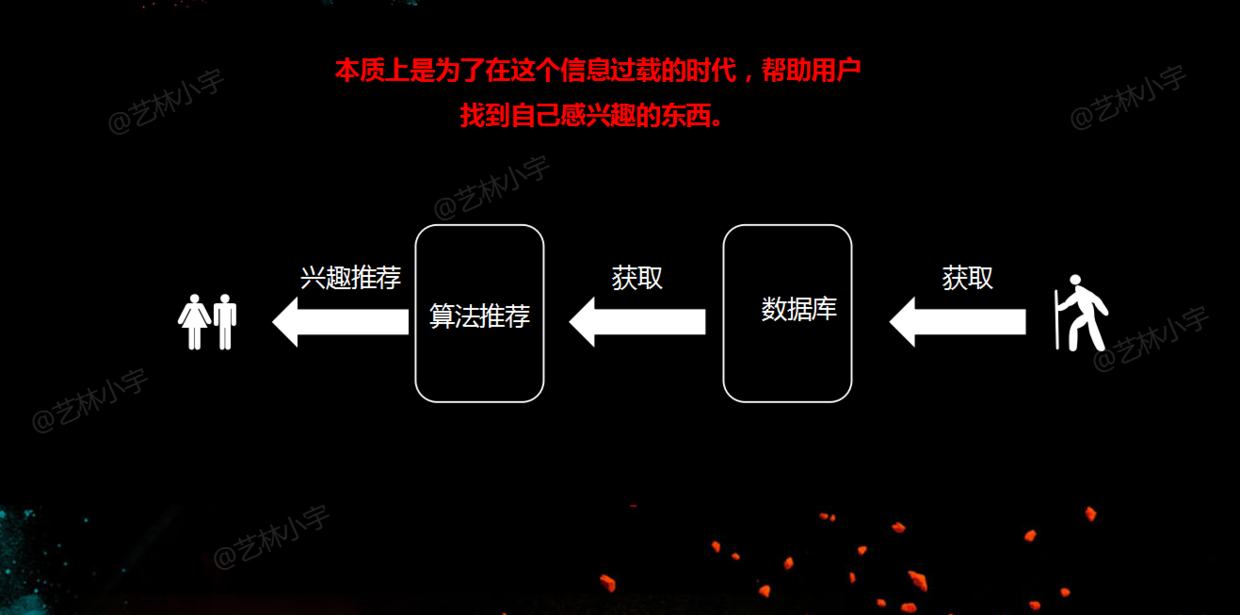 本质上是为了在这个信息过载的时代，帮助用户
找到自己感兴趣的东西。
@艺林小宇
@艺林小宇
@艺林小宇
兴趣推荐
获取
获取
算法推荐
数据库
@艺林小宇
@艺林小宇
@艺林小宇